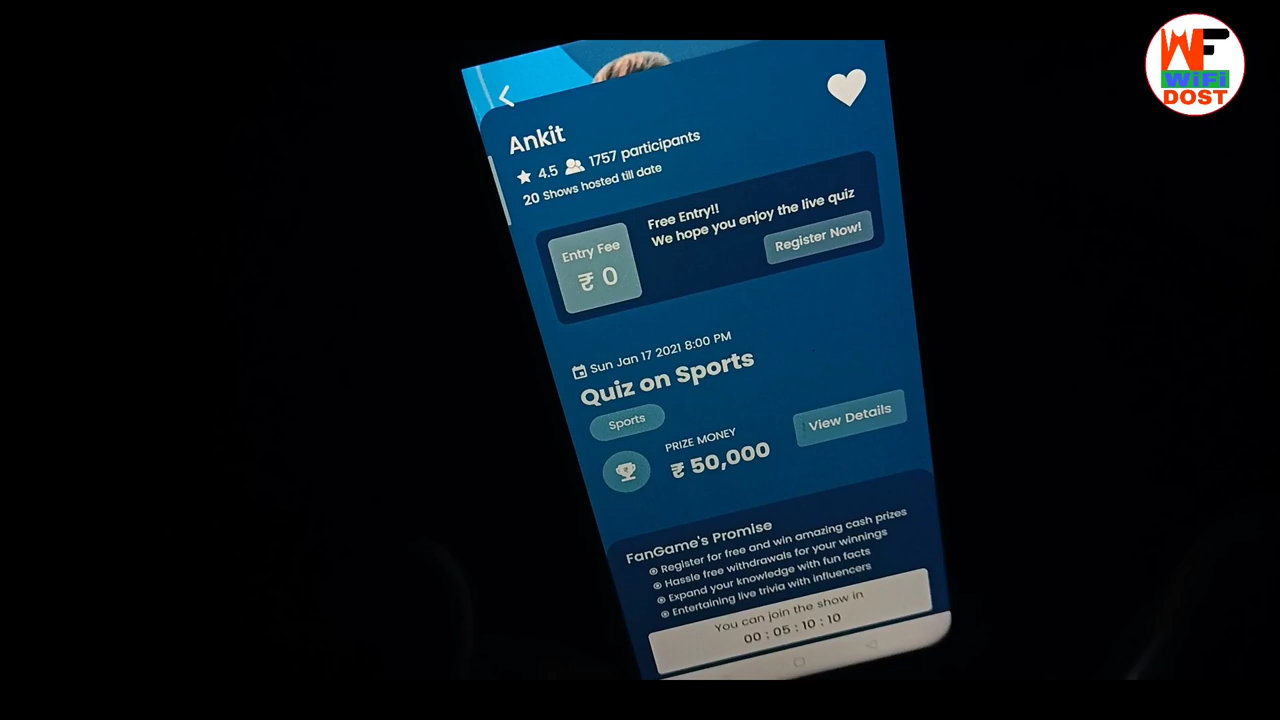 WF
WiFi
DOST
Ankit
4.5 1757 participants
20 Shows hosted till date
Free Entry!!
We hope you enjoy the live quiz
Entry Fee
₹ 0
Register Now!
Sun Jan 17 2021 8:00 PM
Quiz on Sports
Sports
PRIZE MONEY
₹ 50,000
View Details
FanGame's Promise
Register for free and win amazing cash prizes
Hassle free withdrawals for your winnings
Expand your knowledge with fun facts
Entertaining live trivia with influencers
You can join the show in
00 : 05 : 10 : 10